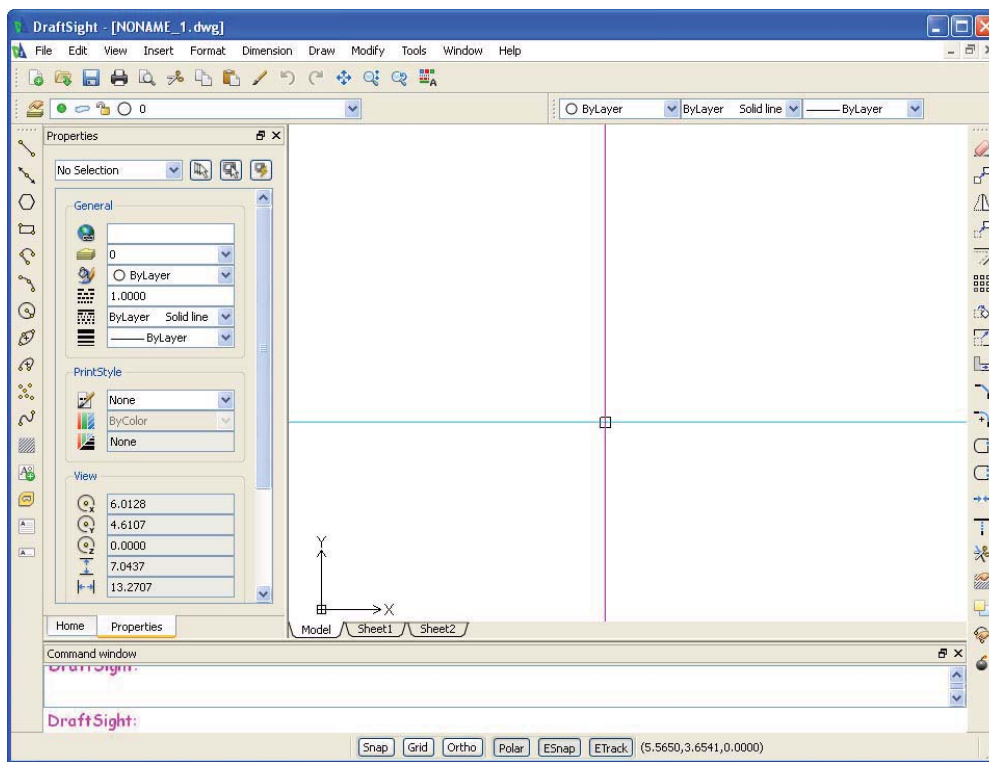 DraftSight - [NONAME_1.dwg]
File Edit View Insert Format Dimension Draw Modify Tools Window Help
0 ByLayer ByLayer Solid line ByLayer
Properties
No Selection
General
0
ByLayer
1.0000
ByLayer Solid line
ByLayer
PrintStyle
None
ByColor
None
View
6.0128
4.6107
0.0000
7.0437
13.2707
Y
X
Home Properties
Model Sheet1 Sheet2
Command window
DraftSight:
DraftSight:
Snap Grid Ortho Polar ESnap ETrack (5.5650,3.6541,0.0000)